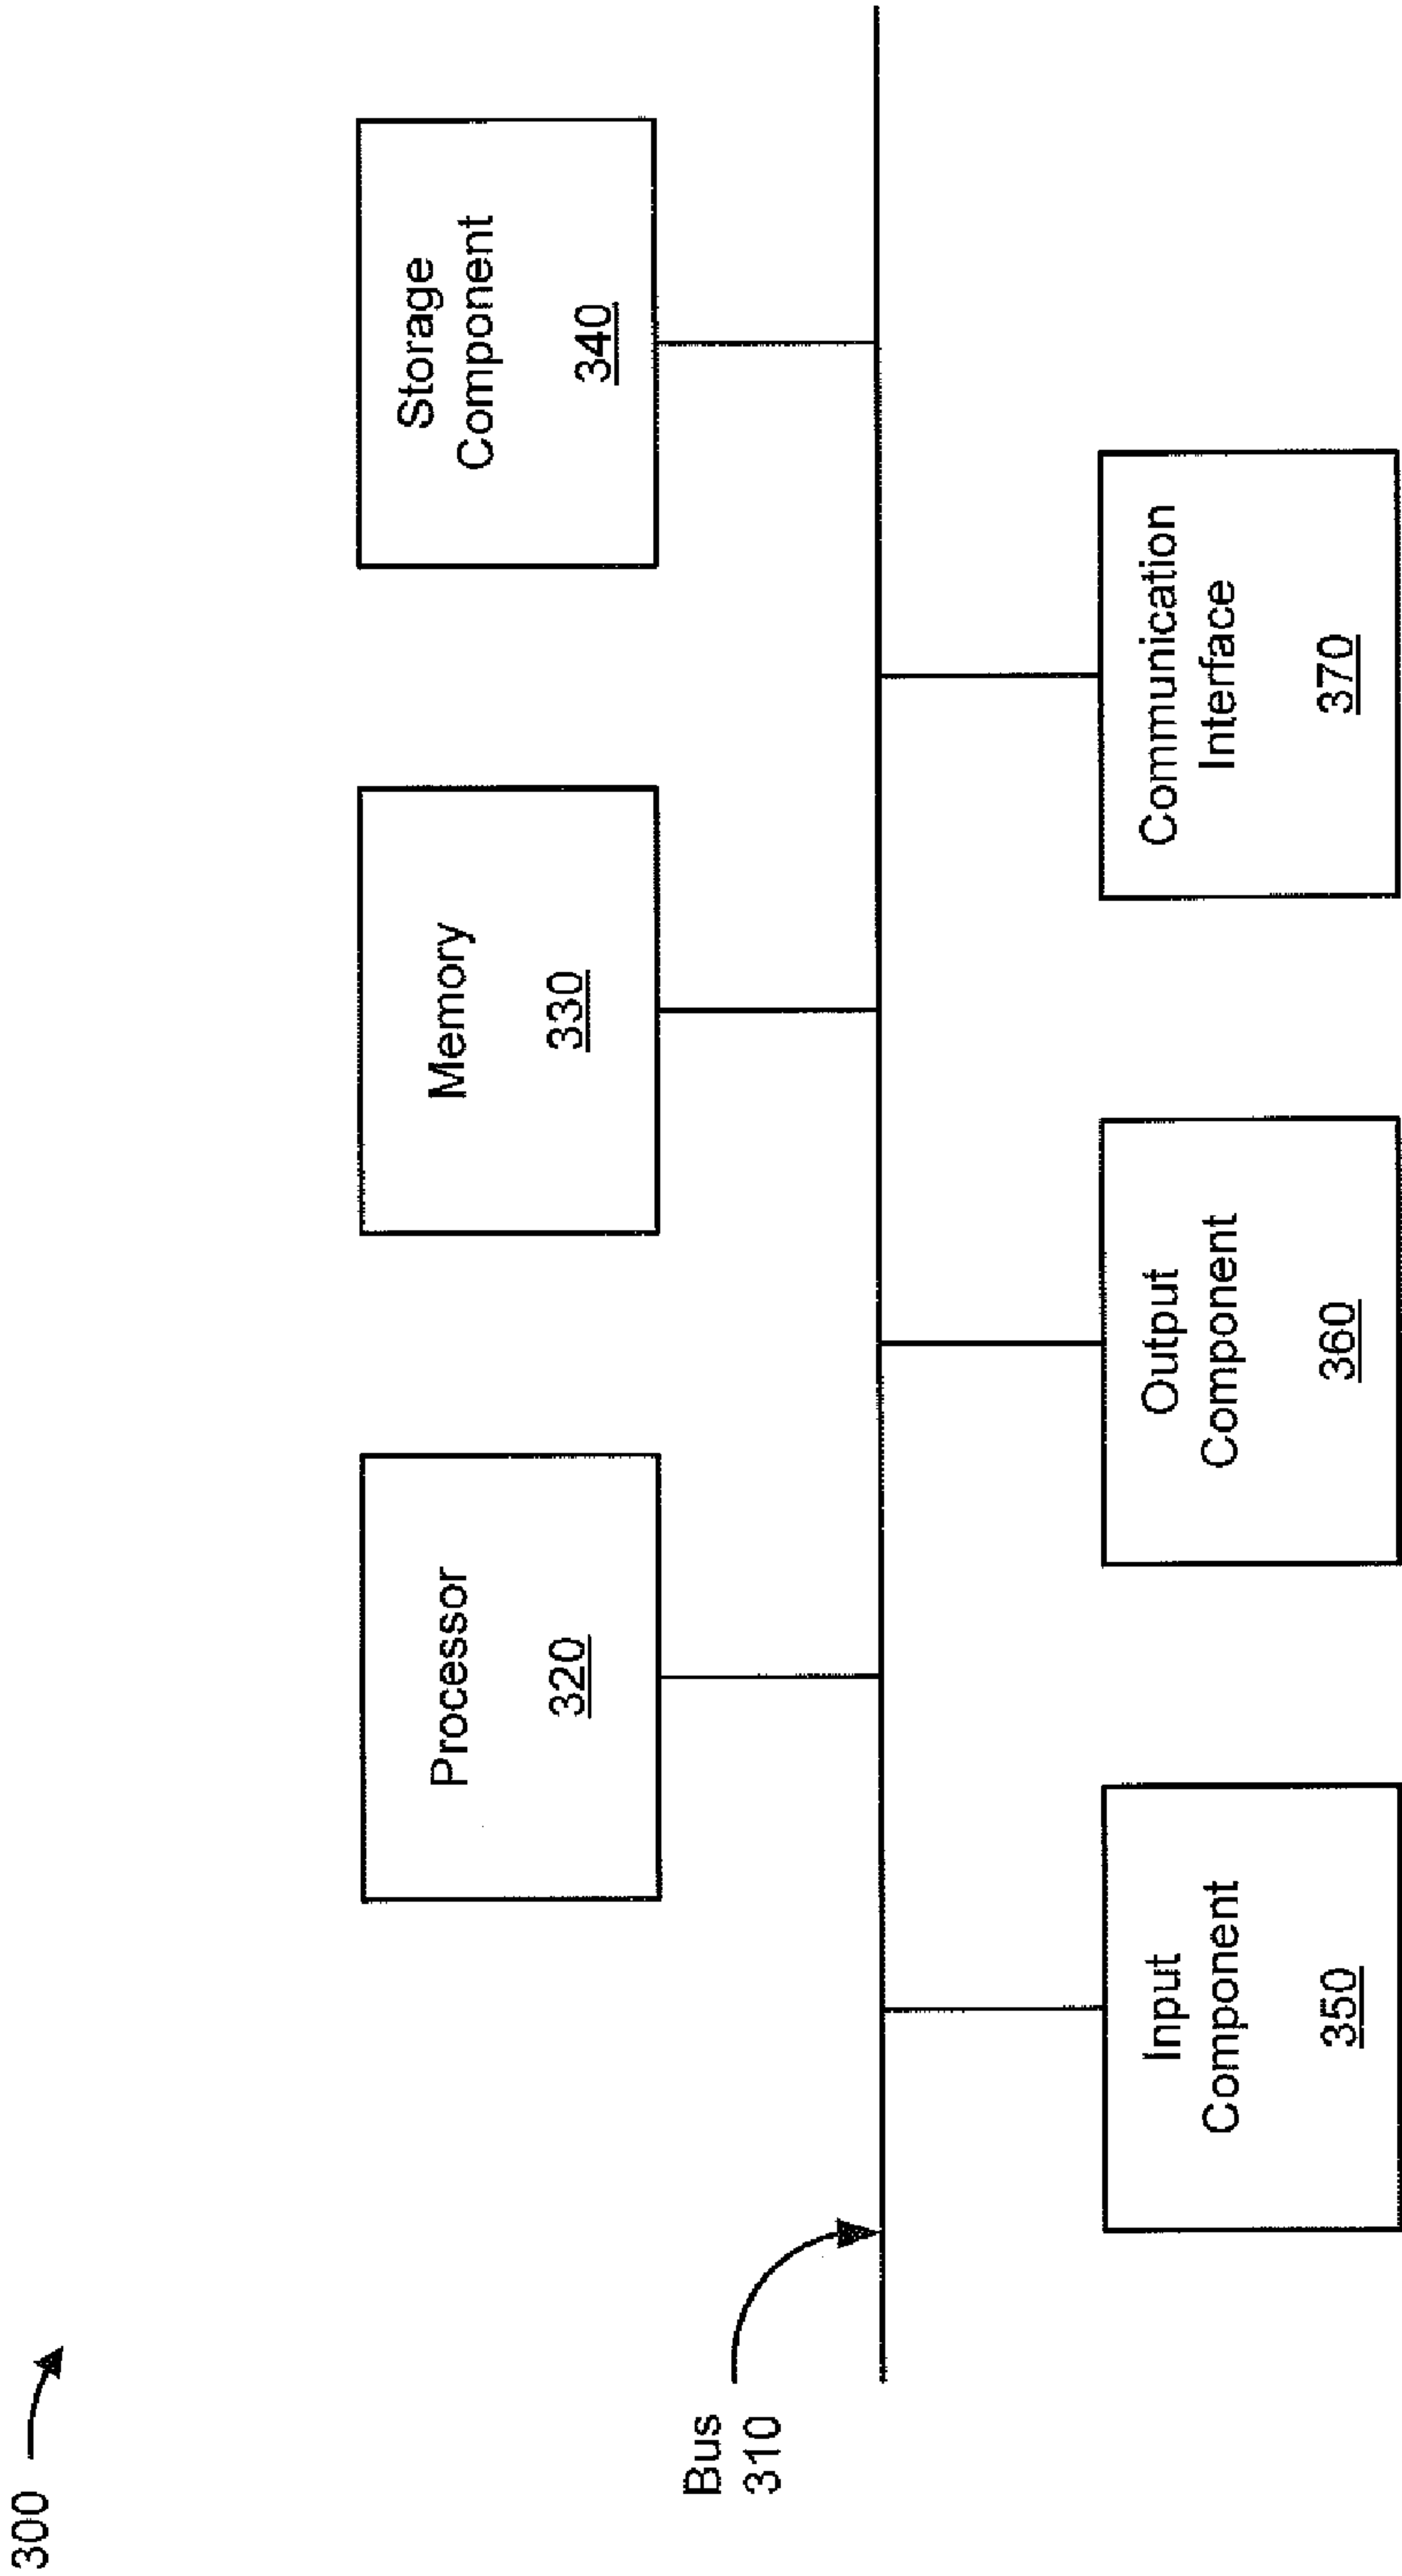 300
Processor
320
Memory
330
Storage
Component
340
Bus
310
Input
Component
350
Output
Component
360
Communication
Interface
370